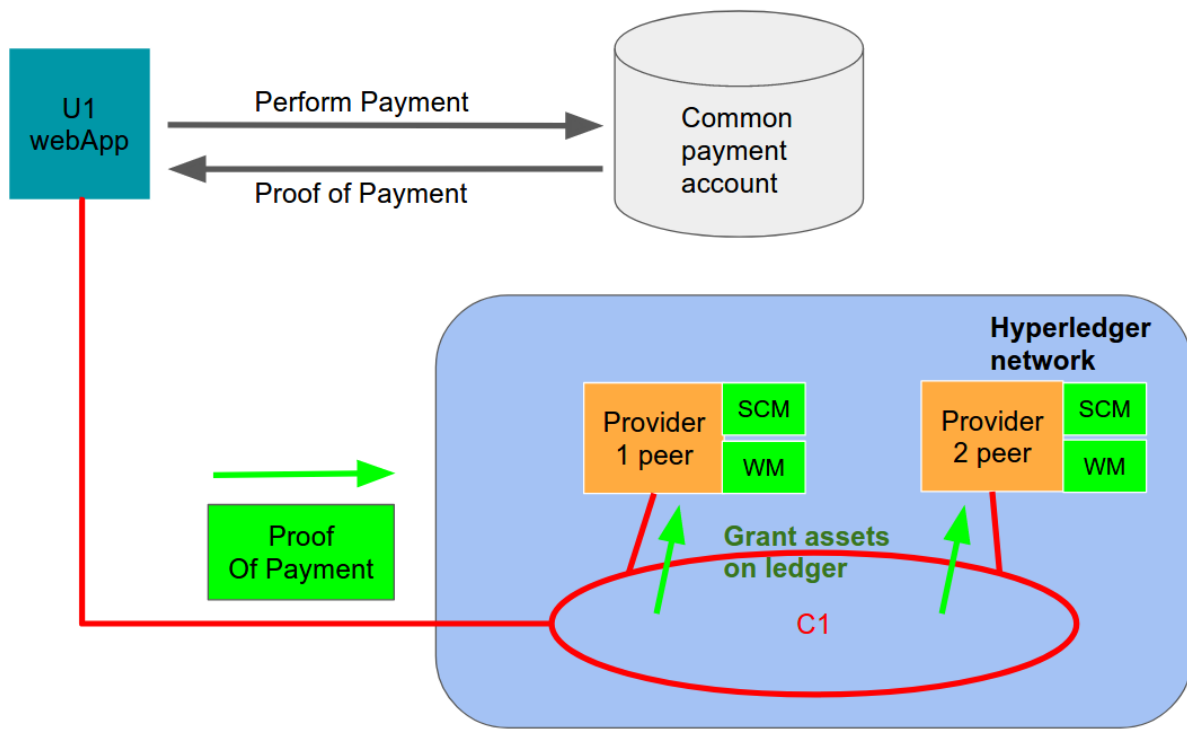 U1
webApp
Perform Payment
Proof of Payment
Common
payment
account
Hyperledger
network
Provider
1 peer
SCM
WM
Provider
2 peer
SCM
WM
Proof
Of Payment
Grant assets
on ledger
C1